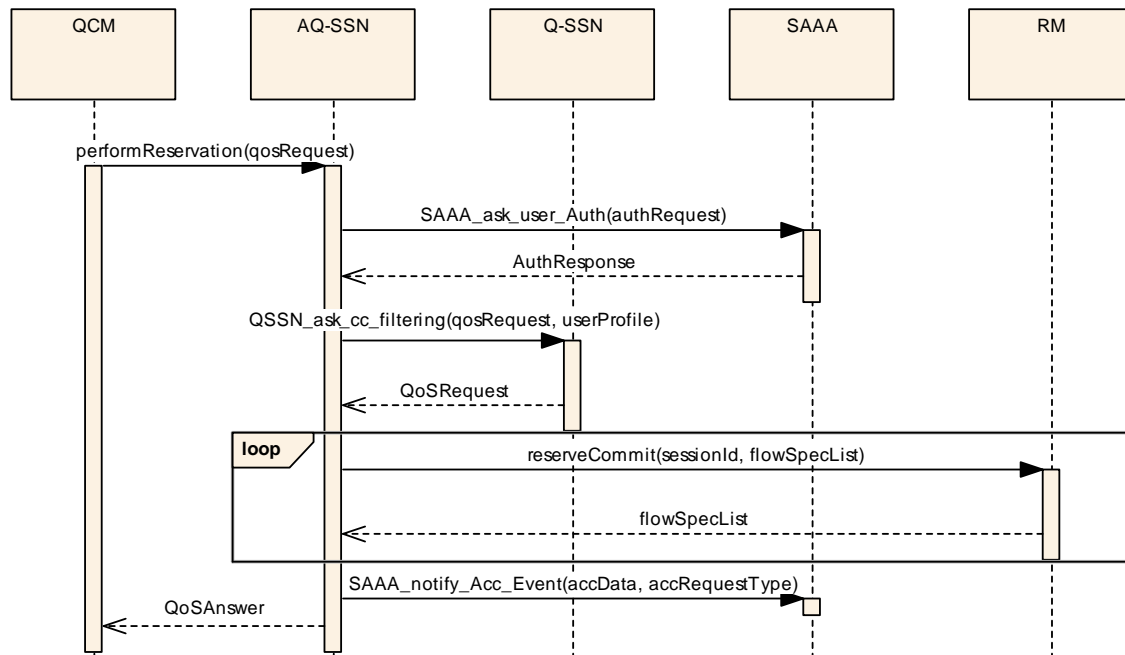 QCM
AQ-SSN
Q-SSN
SAAA
RM
performReservation(qosRequest)
SAAA_ask_user_Auth(authRequest)
AuthResponse
QSSN_ask_cc_filtering(qosRequest, userProfile)
QoSRequest
loop
reserveCommit(sessionId, flowSpecList)
flowSpecList
SAAA_notify_Acc_Event(accData, accRequestType)
QoSAnswer